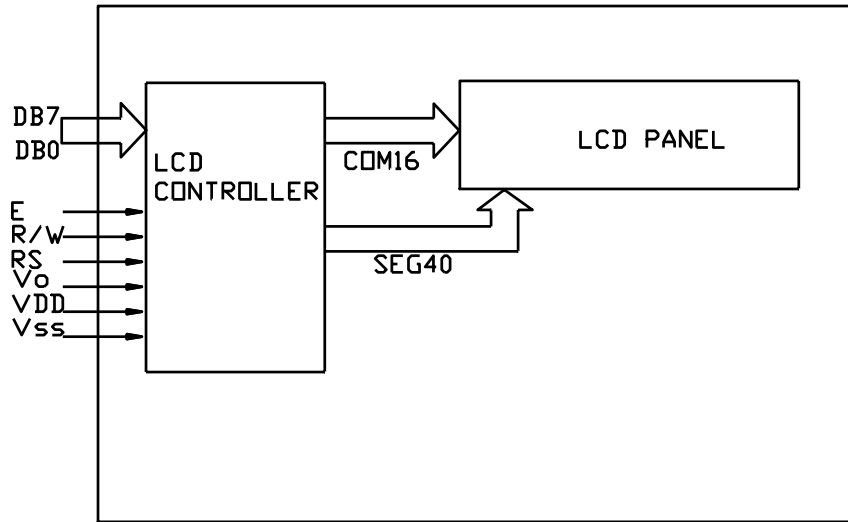 DB7
DB0
LCD
CONTROLLER
COM16
LCD PANEL
E
R/W
RS
Vo
VDD
Vss
SEG40